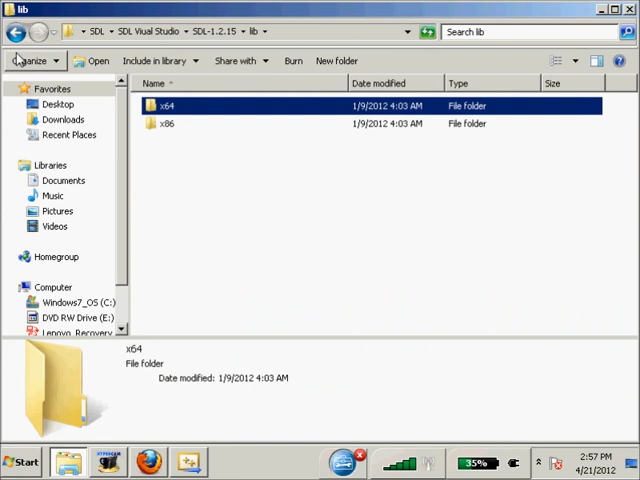 lib
SDL ▸ SDL Viual Studio ▸ SDL-1.2.15 ▸ lib ▸
Search lib
Organize
Open
Include in library
Share with
Burn
New folder
Name
Date modified
Type
Size
Favorites
Desktop
Downloads
Recent Places
Libraries
Documents
Music
Pictures
Videos
Homegroup
Computer
Windows7_OS (C:)
DVD RW Drive (E:)
Lenovo_Recovery
x64 1/9/2012 4:03 AM File folder
x86 1/9/2012 4:03 AM File folder
x64
File folder
Date modified: 1/9/2012 4:03 AM
Start
HYPERCAM
35%
2:57 PM
4/21/2012